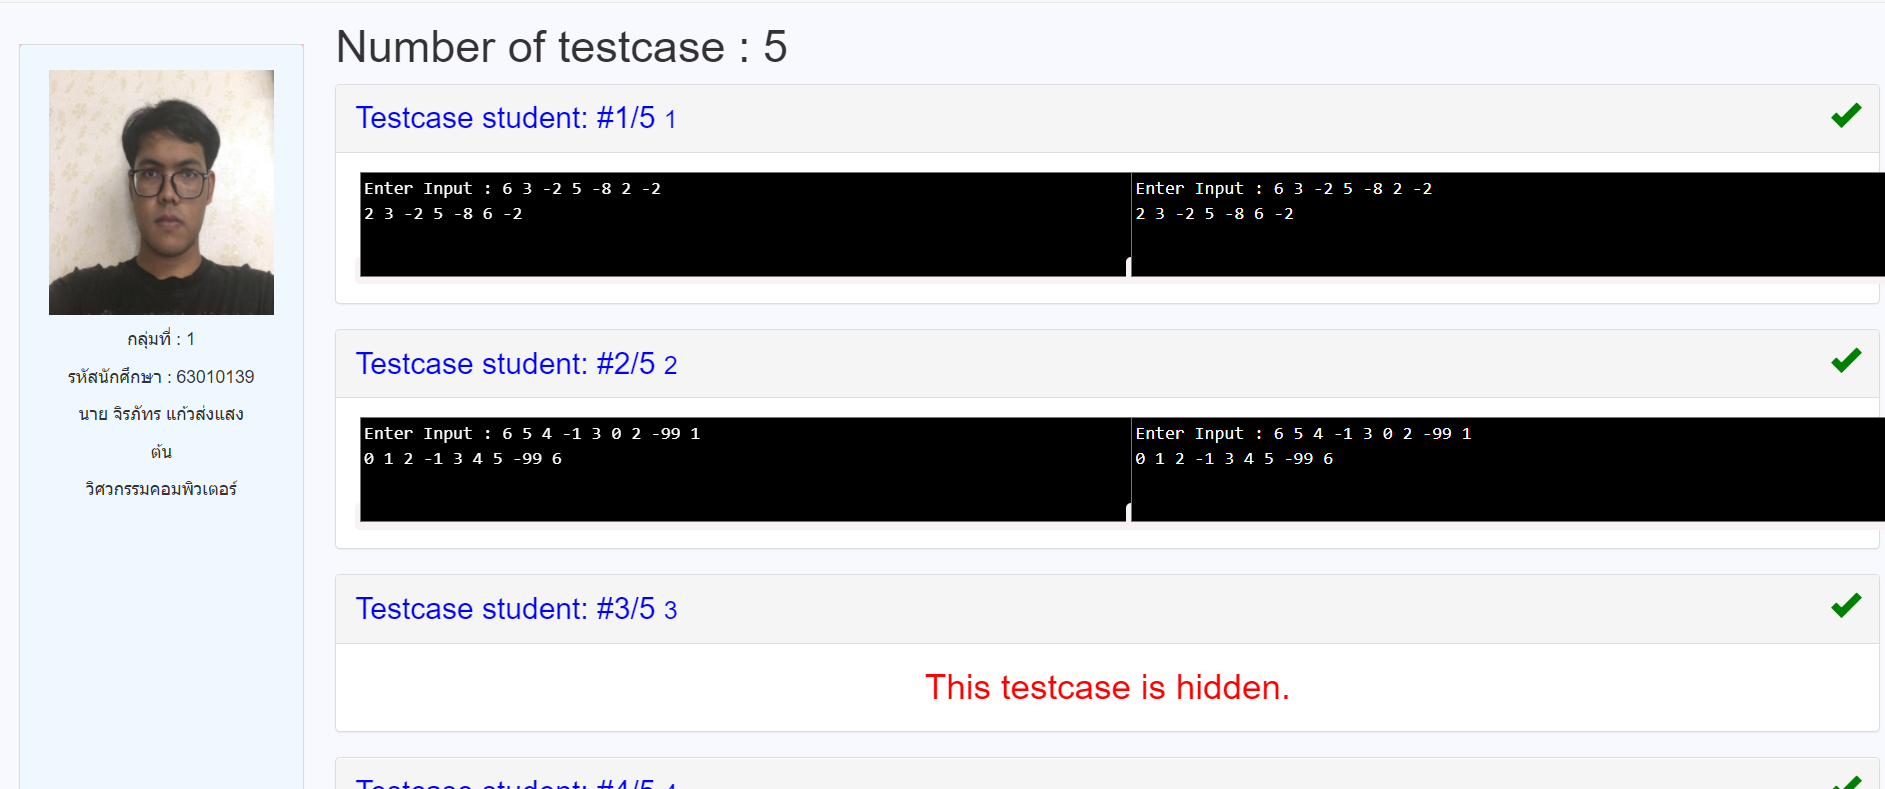 Number of testcase : 5
กลุ่มที่ : 1
รหัสนักศึกษา : 63010139
นาย จิรภัทร แก้วส่งแสง
ต้น
วิศวกรรมคอมพิวเตอร์
Testcase student: #1/5 1
Enter Input : 6 3 -2 5 -8 2 -2
2 3 -2 5 -8 6 -2
Enter Input : 6 3 -2 5 -8 2 -2
2 3 -2 5 -8 6 -2
Testcase student: #2/5 2
Enter Input : 6 5 4 -1 3 0 2 -99 1
0 1 2 -1 3 4 5 -99 6
Enter Input : 6 5 4 -1 3 0 2 -99 1
0 1 2 -1 3 4 5 -99 6
Testcase student: #3/5 3
This testcase is hidden.
Testcase student: #4/5 4